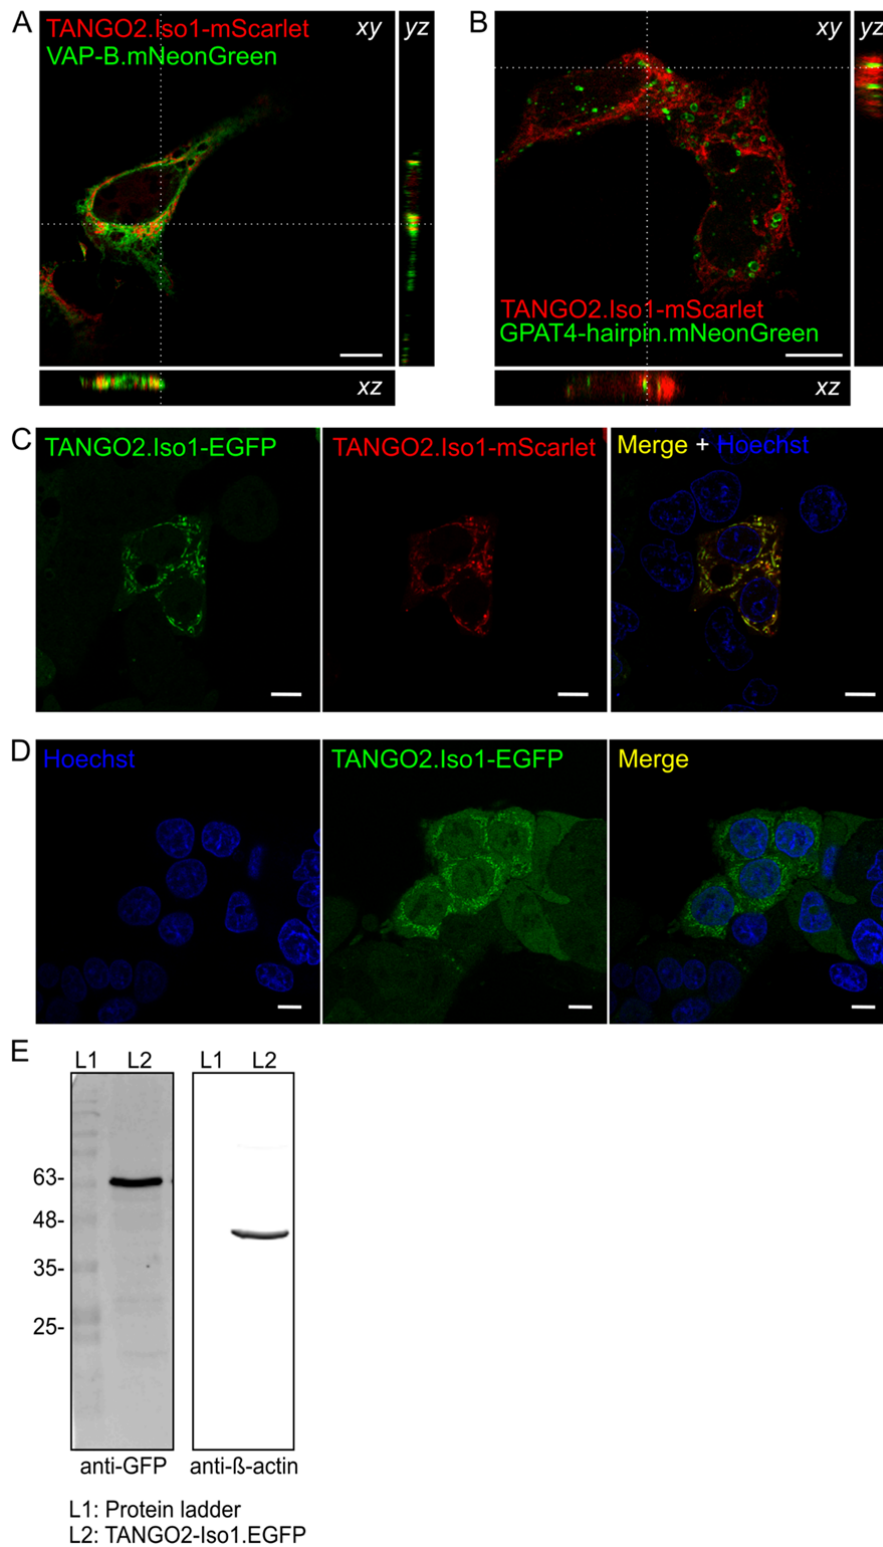 A
TANGO2.Iso1-mScarlet
VAP-B.mNeonGreen
xy
yz
xz
B
xy
yz
TANGO2.Iso1-mScarlet
GPAT4-hairpin.mNeonGreen
xz
C
TANGO2.Iso1-EGFP
TANGO2.Iso1-mScarlet
Merge + Hoechst
D
Hoechst
TANGO2.Iso1-EGFP
Merge
E
L1 L2 L1 L2
63-
48-
35-
25-
anti-GFP anti-ß-actin
L1: Protein ladder
L2: TANGO2-Iso1.EGFP